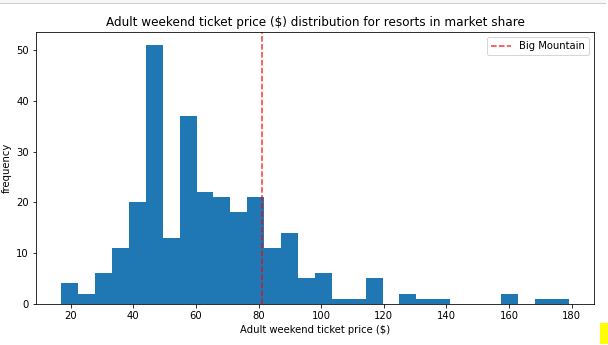 Adult weekend ticket price ($) distribution for resorts in market share
Big Mountain
50
40
30
20
10
0
frequency
20 40 60 80 100 120 140 160 180
Adult weekend ticket price ($)